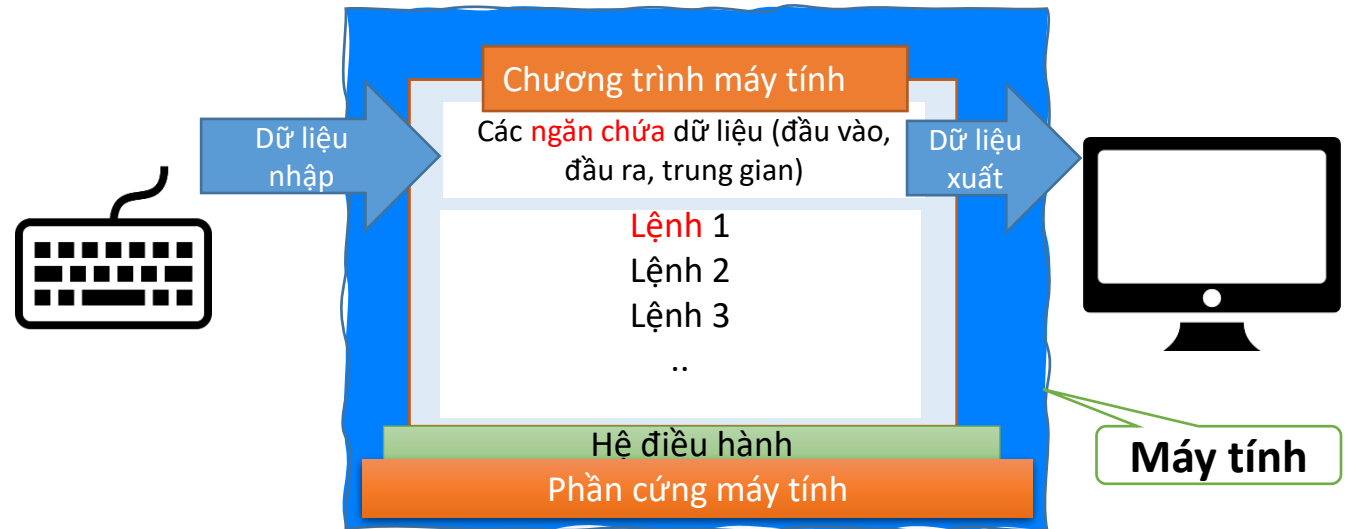 Chương trình máy tính
Dữ liệu
nhập
Các ngăn chứa dữ liệu (đầu vào,
đầu ra, trung gian)
Dữ liệu
xuất
Lệnh 1
Lệnh 2
Lệnh 3
..
Hệ điều hành
Phần cứng máy tính
Máy tính